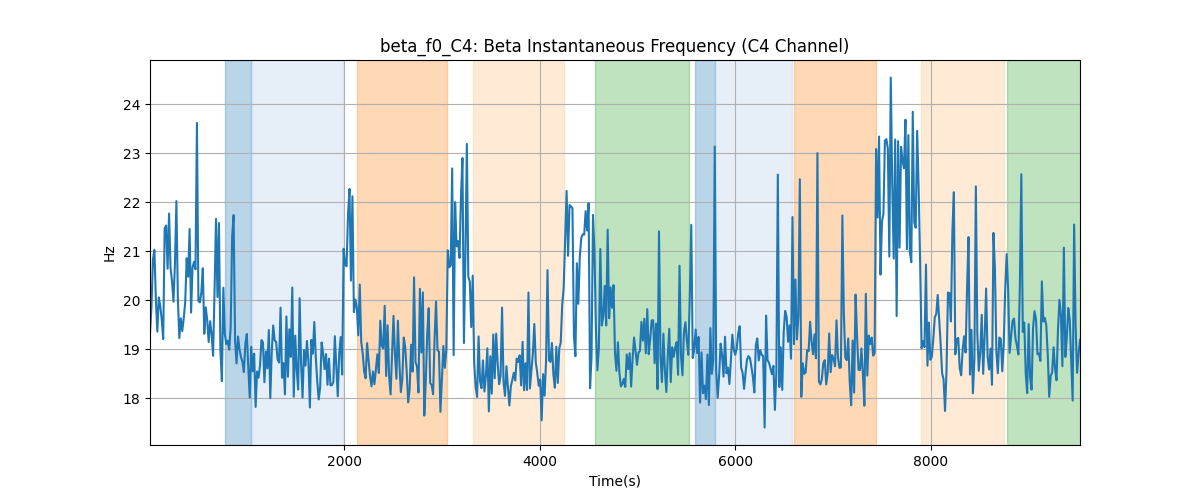 beta_f0_C4: Beta Instantaneous Frequency (C4 Channel)
24
23
22
21
20
19
18
Hz
2000 4000 6000 8000
Time(s)